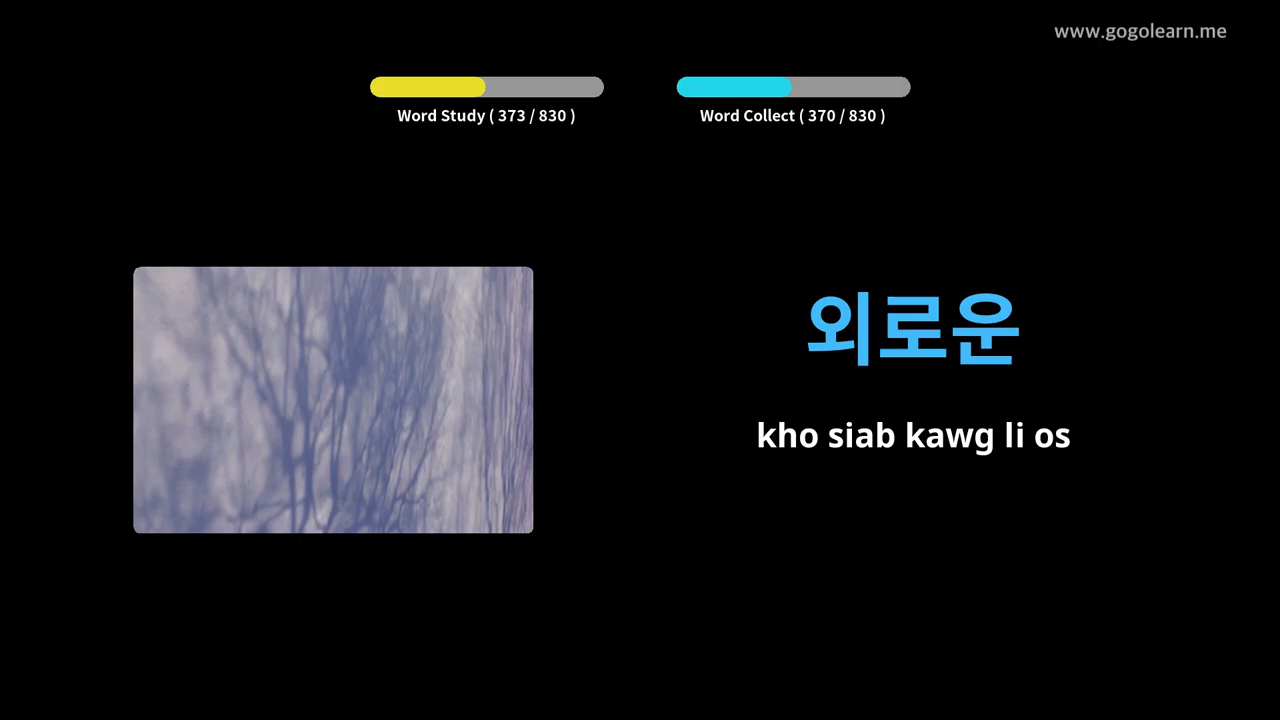 www.gogolearn.me
Word Study ( 373 / 830 )
Word Collect ( 370 / 830 )
외로운
kho siab kawg li os